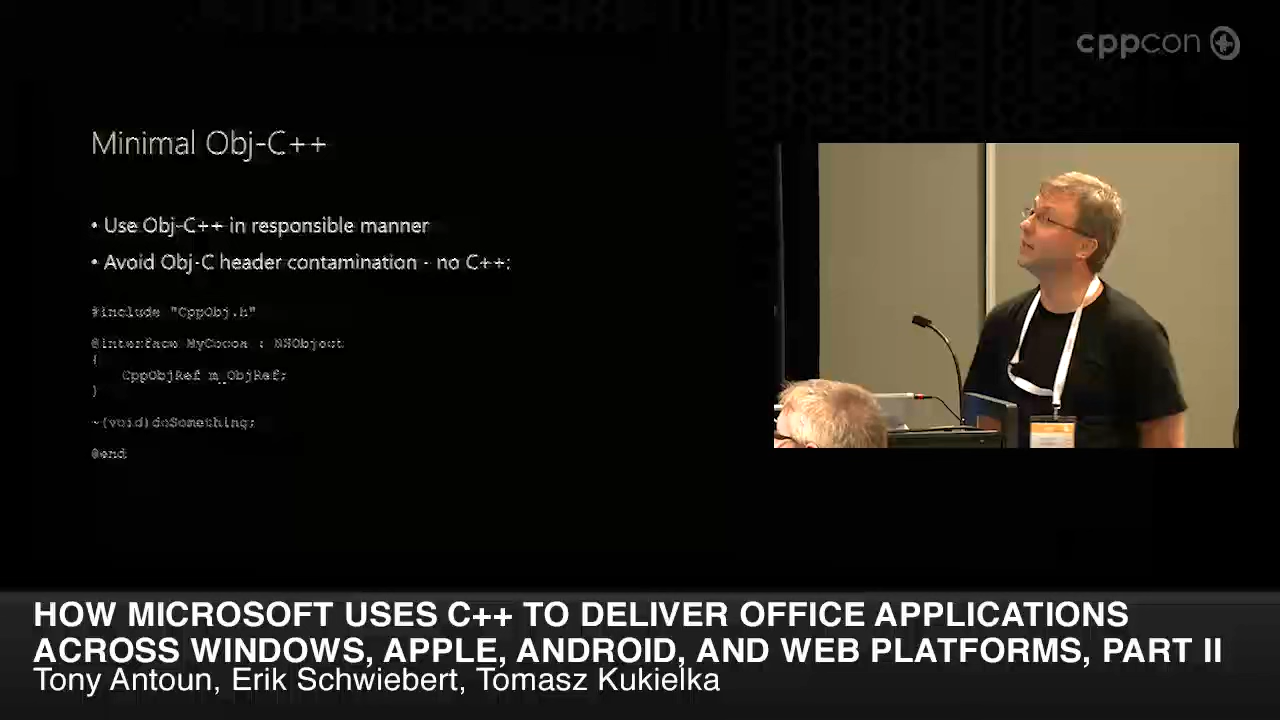 cppcon
Minimal Obj-C++
• Use Obj-C++ in responsible manner
• Avoid Obj-C header contamination - no C++:
#include "CppObj.h"
@interface MyCocoa : NSObject
{
CppObjRef m_ObjRef;
}
~(void)doSomething;
@end
HOW MICROSOFT USES C++ TO DELIVER OFFICE APPLICATIONS
ACROSS WINDOWS, APPLE, ANDROID, AND WEB PLATFORMS, PART II
Tony Antoun, Erik Schwiebert, Tomasz Kukielka